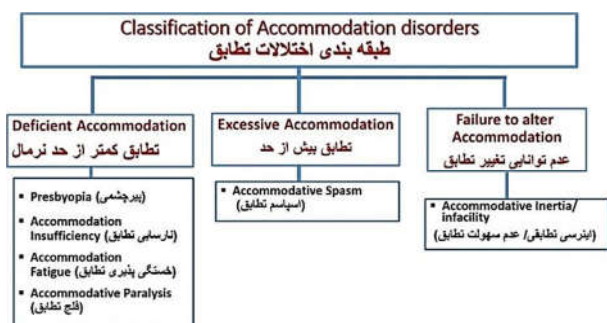 Classification of Accommodation disorders
طبقه بندی اختلالات تطابق
Deficient Accommodation
تطابق کمتر از حد نرمال
▪ Presbyopia (پیرچشمی)
▪ Accommodation
Insufficiency (نارسایی تطابق)
▪ Accommodation
Fatigue (خستگی پذیری تطابق)
▪ Accommodative Paralysis
(فلج تطابق)
Excessive Accommodation
تطابق بیش از حد
▪ Accommodative Spasm
(اسپاسم تطابق)
Failure to alter
Accommodation
عدم توانایی تغییر تطابق
▪ Accommodative Inertia/
infacility
(اینرسی تطابقی/ عدم سهولت تطابق)